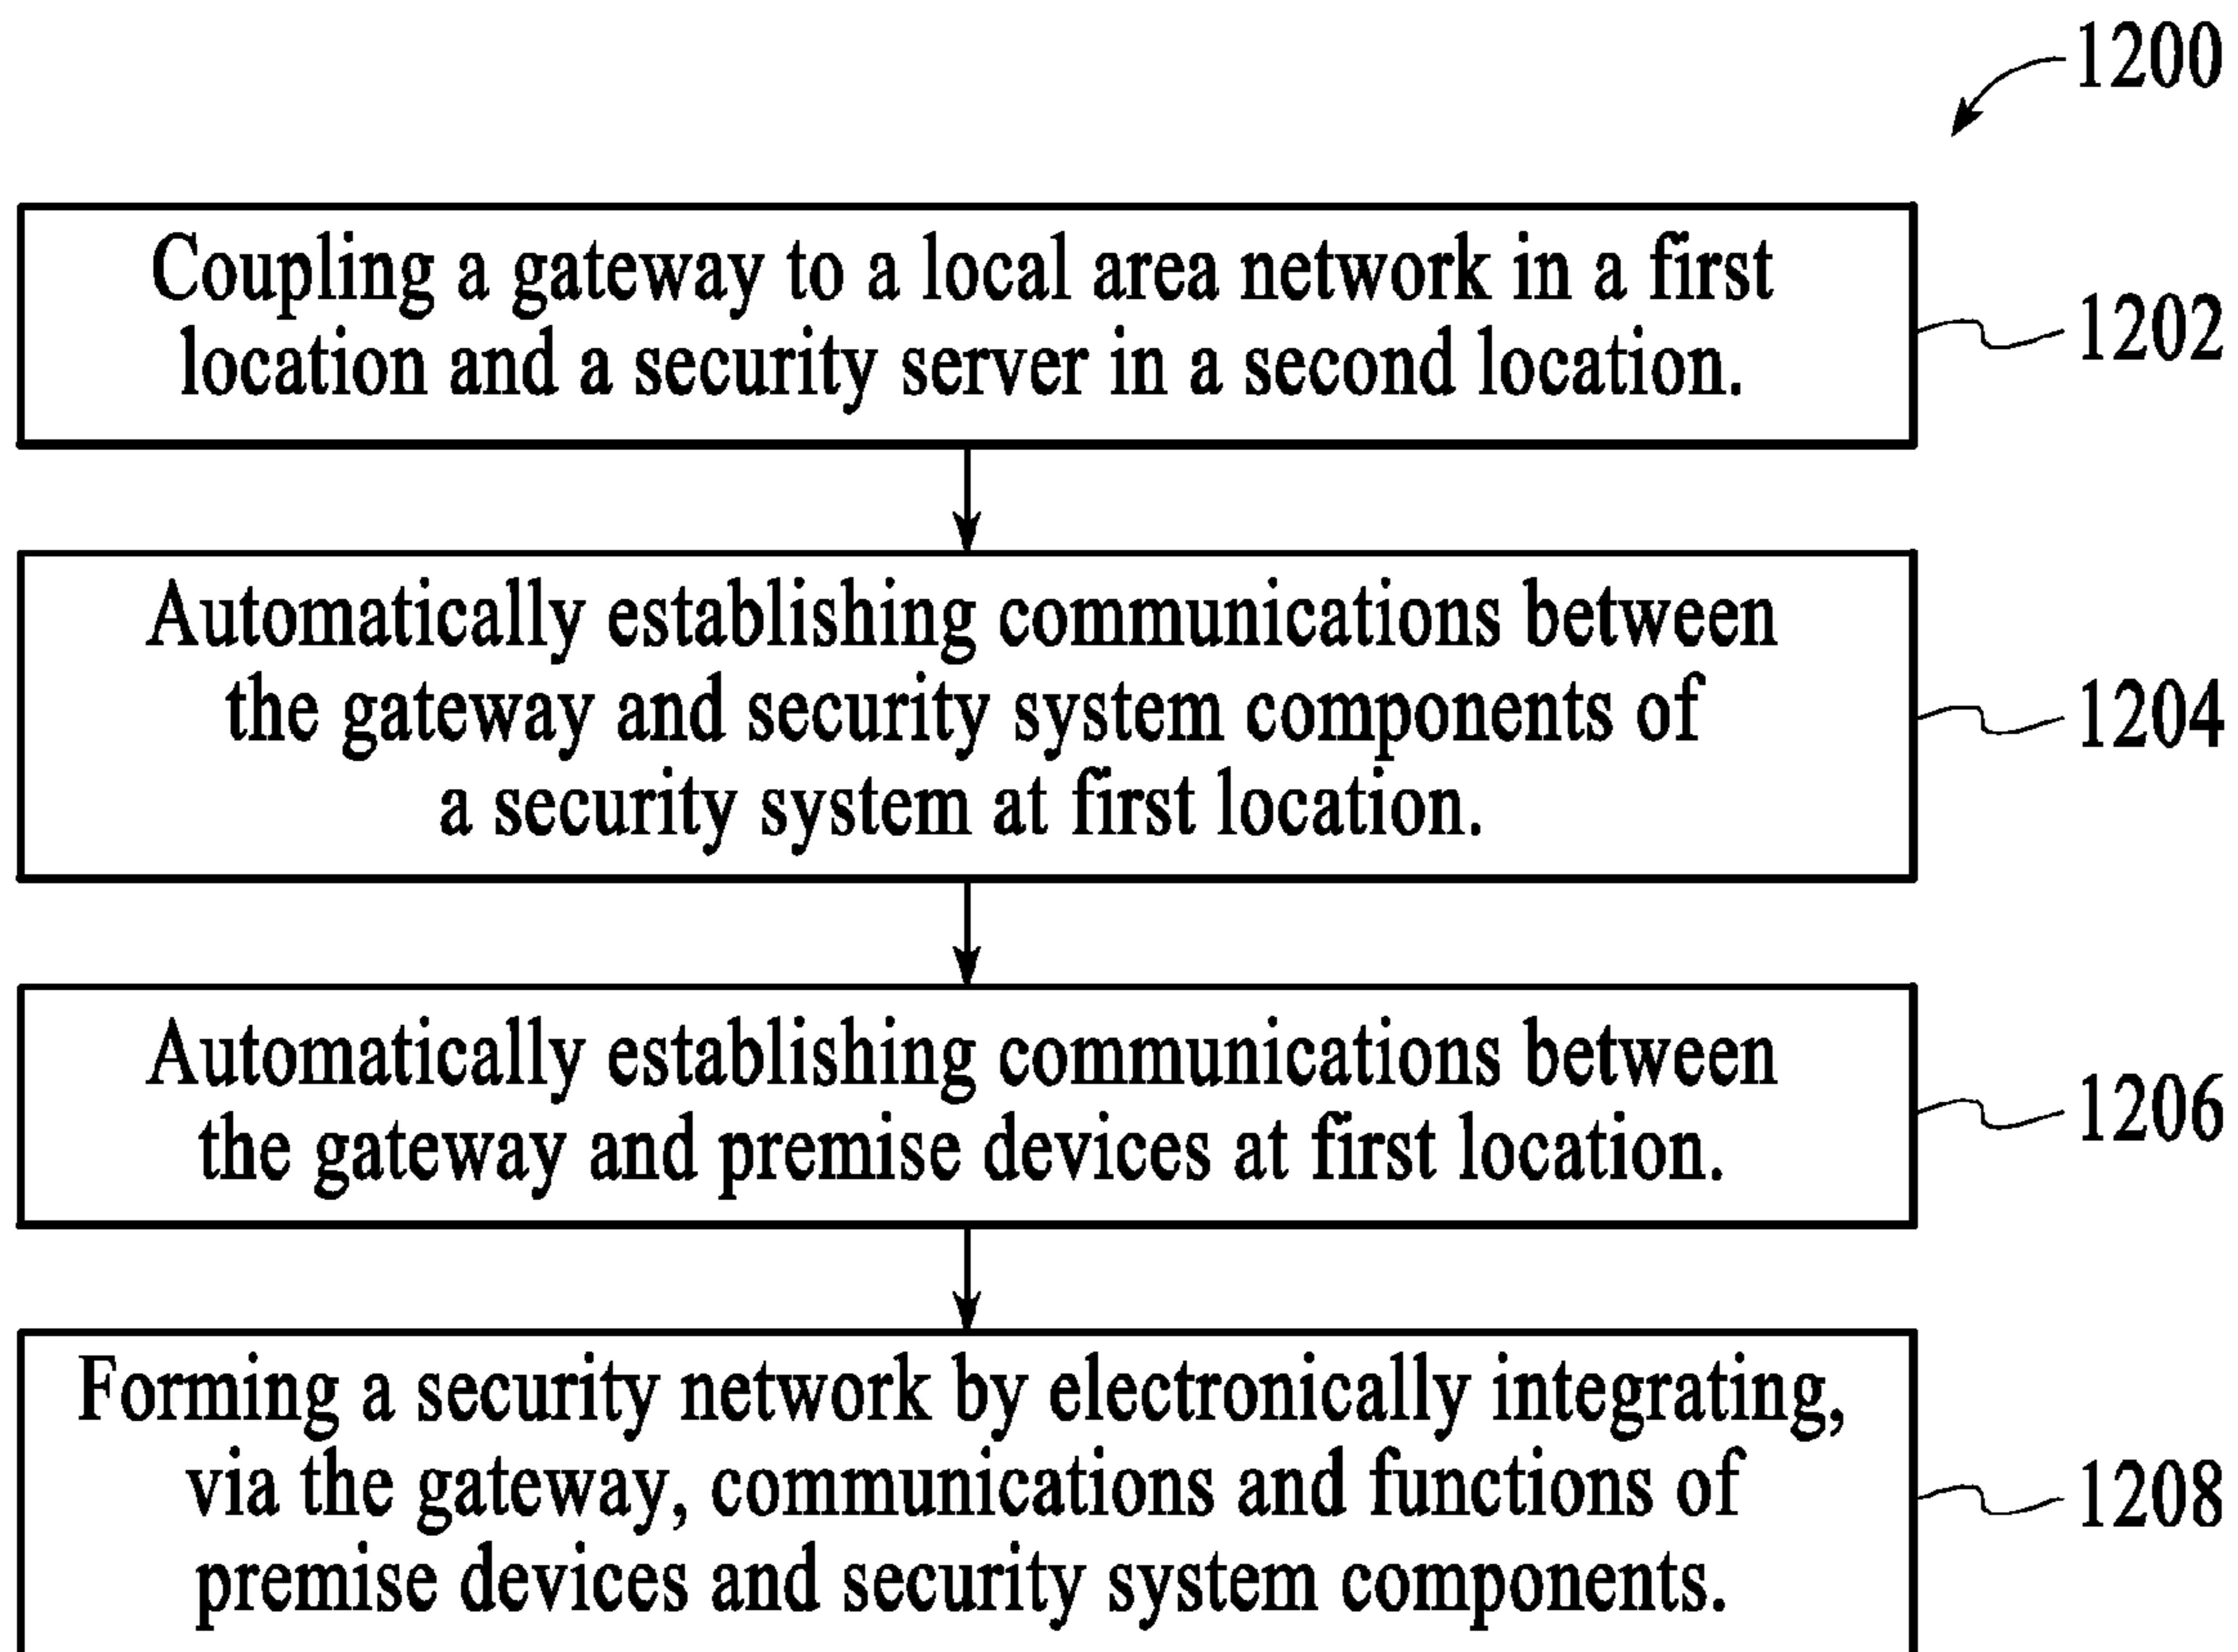 1200
Coupling a gateway to a local area network in a first
location and a security server in a second location.
1202
Automatically establishing communications between
the gateway and security system components of
a security system at first location.
1204
Automatically establishing communications between
the gateway and premise devices at first location.
1206
Forming a security network by electronically integrating,
via the gateway, communications and functions of
premise devices and security system components.
1208